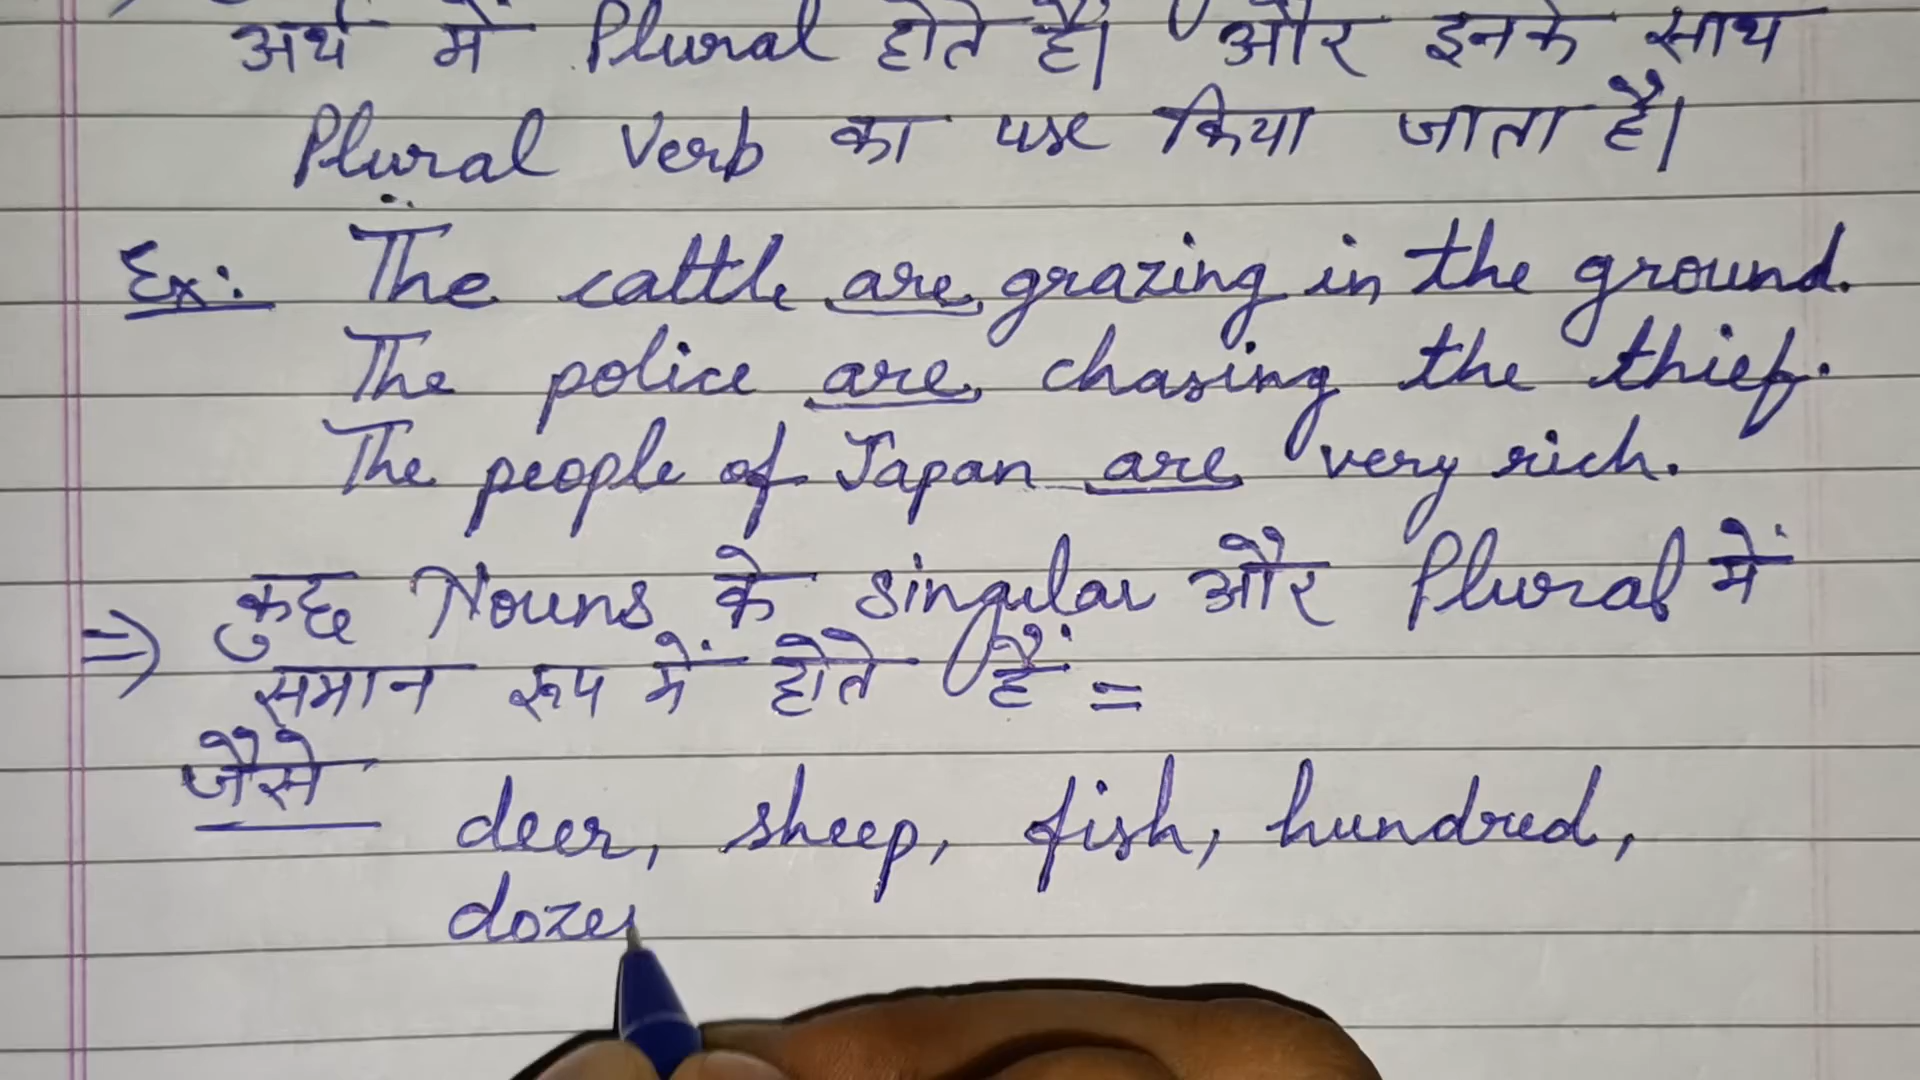 अर्थ में Plural होते हैं। और इनके साथ
Plural Verb का use किया जाता है।
Ex: The cattle are grazing in the ground.
The police are chasing the thief.
The people of Japan are very rich.
⇒ कुछ Nouns के singular और Plural में
समान रूप में होते हैं =
जैसे deer, sheep, fish, hundred,
dozen